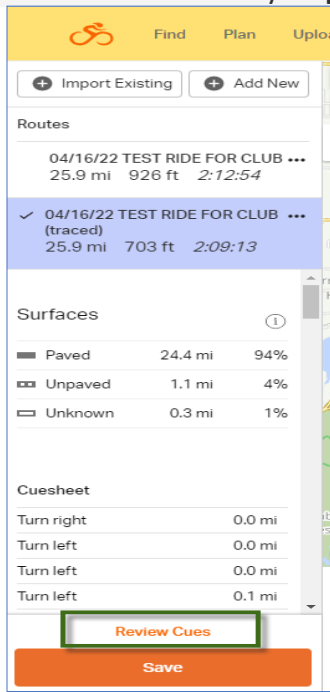 Find Plan
Import Existing Add New
Routes
04/16/22 TEST RIDE FOR CLUB •••
25.9 mi 926 ft 2:12:54
04/16/22 TEST RIDE FOR CLUB •••
(traced)
25.9 mi 703 ft 2:09:13
Surfaces
Paved 24.4 mi 94%
Unpaved 1.1 mi 4%
Unknown 0.3 mi 1%
Cuesheet
Turn right 0.0 mi
Turn left 0.0 mi
Turn left 0.0 mi
Turn left 0.1 mi
Review Cues
Save